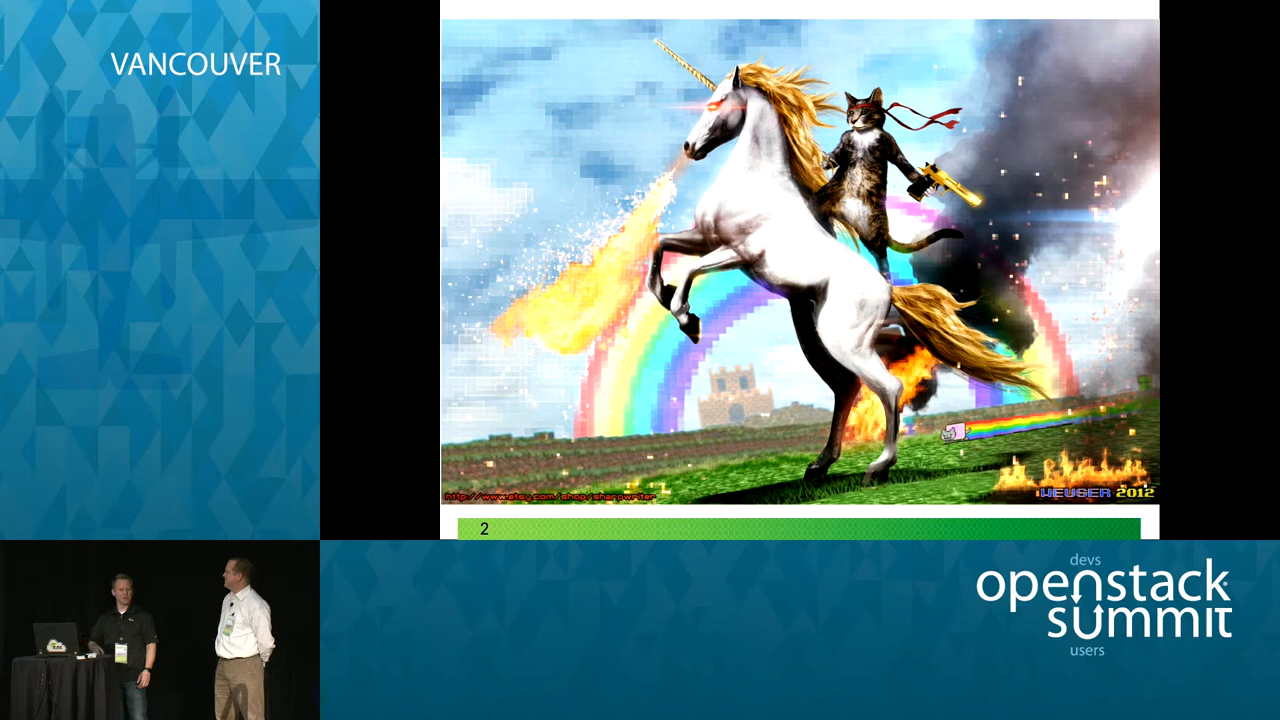 VANCOUVER
http://www.etsy.com/shop/sharpwriter
HEUSER 2012
2
devs
openstack
summit
users